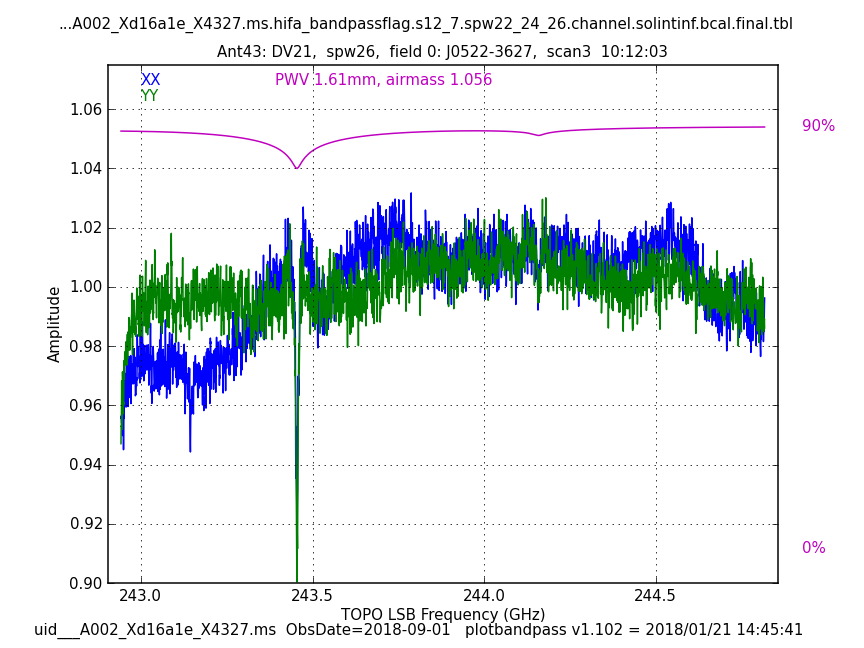 ...A002_Xd16a1e_X4327.ms.hifa_bandpassflag.s12_7.spw22_24_26.channel.solintinf.bcal.final.tbl
Ant43: DV21, spw26, field 0: J0522-3627, scan3 10:12:03
XX
PWV 1.61mm, airmass 1.056
YY
1.06
90%
1.04
1.02
1.00
Amplitude
0.98
0.96
0.94
0.92
0%
0.90
243.0 243.5 244.0 244.5
TOPO LSB Frequency (GHz)
uid___A002_Xd16a1e_X4327.ms ObsDate=2018-09-01 plotbandpass v1.102 = 2018/01/21 14:45:41